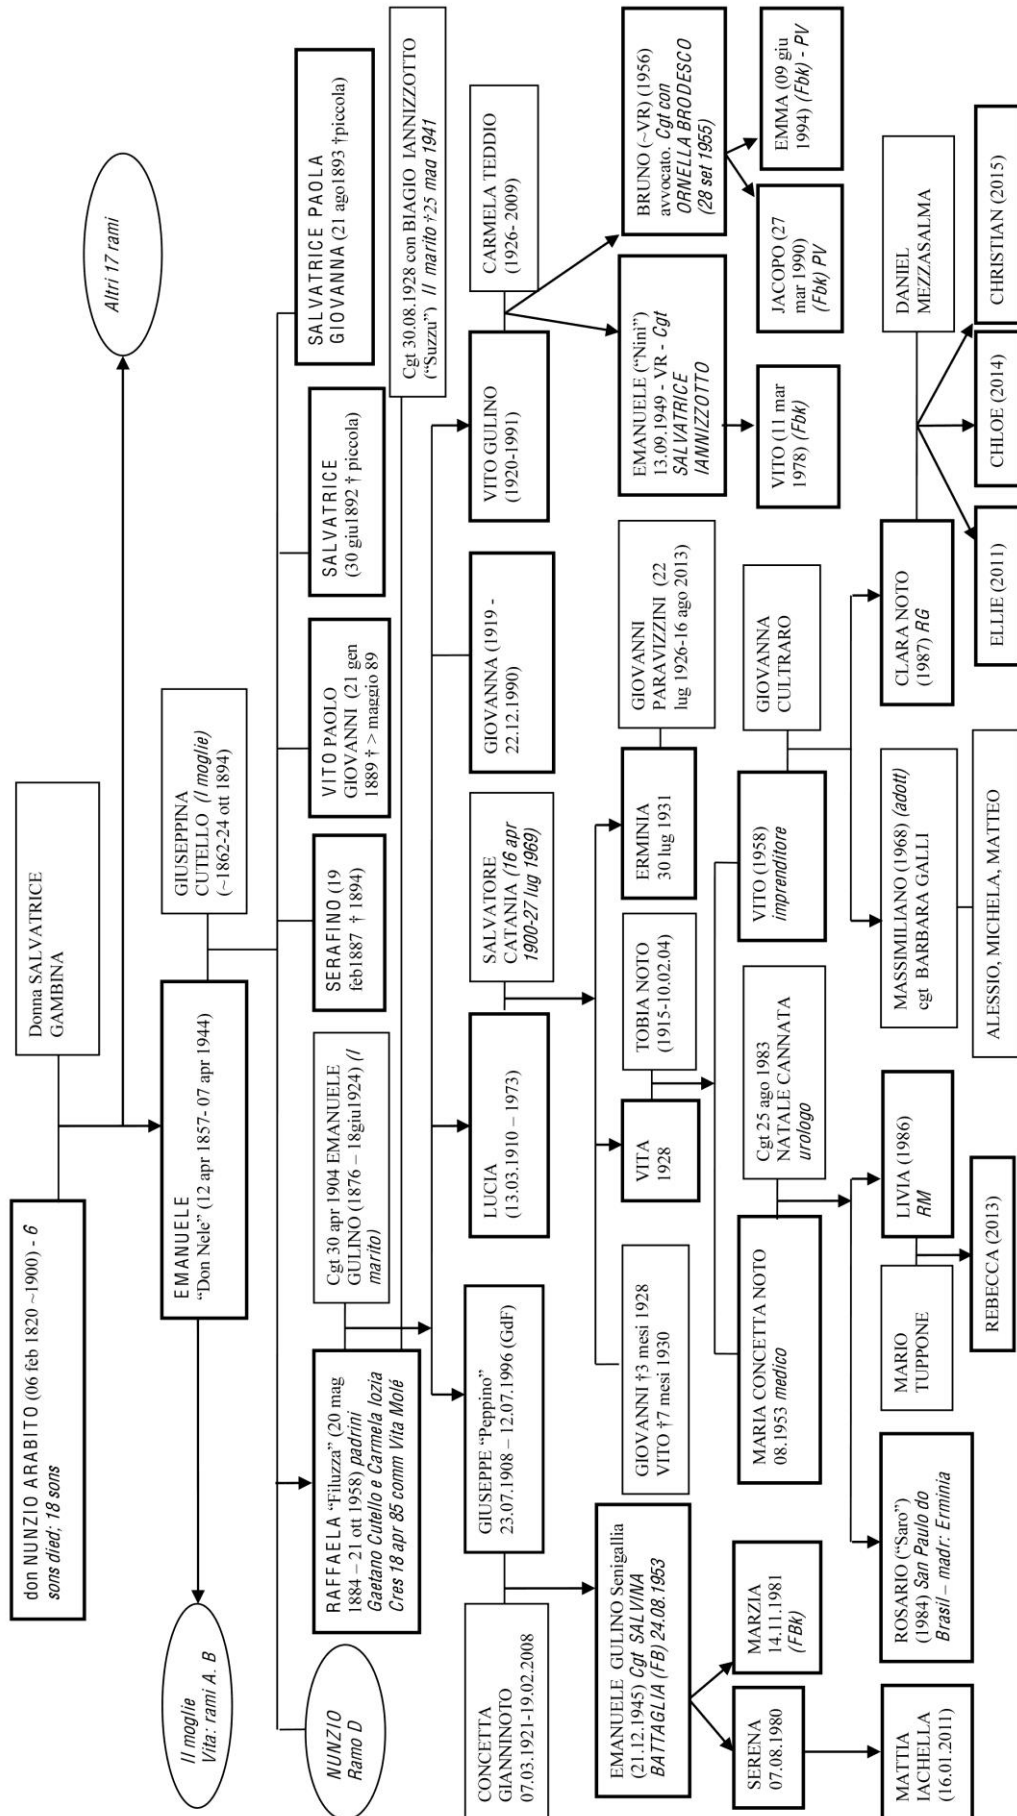 don NUNZIO ARABITO (06 feb 1820 ~1900) - 6
sons died; 18 sons
Donna SALVATRICE
GAMBINA
Altri 17 rami
II moglie
Vita: rami A. B
EMANUELE
“Don Nele” (12 apr 1857- 07 apr 1944)
GIUSEPPINA
CUTELLO (I moglie)
(~1862-24 ott 1894)
NUNZIO
Ramo D
RAFFAELA “Filuzza” (20 mag
1884 – 21 ott 1958) padrini
Gaetano Cutello e Carmela Iozia
Cres 18 apr 85 comm Vita Molé
Cgt 30 apr 1904 EMANUELE
GULINO (1876 – 18giu1924) (I
marito)
SERAFINO (19
feb1887 † 1894)
VITO PAOLO
GIOVANNI (21 gen
1889 † > maggio 89
SALVATRICE
(30 giu1892 † piccola)
SALVATRICE PAOLA
GIOVANNA (21 ago1893 †piccola)
Cgt 30.08.1928 con BIAGIO IANNIZZOTTO
(“Suzzu”) II marito †25 mag 1941
CONCETTA
GIANNINOTO
07.03.1921-19.02.2008
GIUSEPPE “Peppino”
23.07.1908 – 12.07.1996 (GdF)
LUCIA
(13.03.1910 – 1973)
SALVATORE
CATANIA (16 apr
1900-27 lug 1969)
GIOVANNA (1919 -
22.12.1990)
VITO GULINO
(1920-1991)
CARMELA TEDDIO
(1926- 2009)
EMANUELE GULINO Senigallia
(21.12.1945) Cgt SALVINA
BATTAGLIA (FB) 24.08.1953
GIOVANNI †3 mesi 1928
VITO †7 mesi 1930
VITA
1928
TOBIA NOTO
(1915-10.02.04)
ERMINIA
30 lug 1931
GIOVANNI
PARAVIZZINI (22
lug 1926-16 ago 2013)
EMANUELE (“Ninì”)
13.09.1949 - VR - Cgt
SALVATRICE
IANNIZZOTTO
BRUNO (~VR) (1956)
avvocato. Cgt con
ORNELLA BRODESCO
(28 set 1955)
SERENA
07.08.1980
MARZIA
14.11.1981
(FBk)
MARIA CONCETTA NOTO
08.1953 medico
Cgt 25 ago 1983
NATALE CANNATA
urologo
VITO (1958)
imprenditore
GIOVANNA
CULTRARO
VITO (11 mar
1978) (Fbk)
JACOPO (27
mar 1990)
(Fbk) PV
EMMA (09 giu
1994) (Fbk) - PV
MATTIA
IACHELLA
(16.01.2011)
ROSARIO (“Saro”)
(1984) San Paulo do
Brasil – madr: Erminia
MARIO
TUPPONE
LIVIA (1986)
RM
MASSIMILIANO (1968) (adott)
cgt BARBARA GALLI
CLARA NOTO
(1987) RG
DANIEL
MEZZASALMA
REBECCA (2013)
ALESSIO, MICHELA, MATTEO
ELLIE (2011)
CHLOE (2014)
CHRISTIAN (2015)